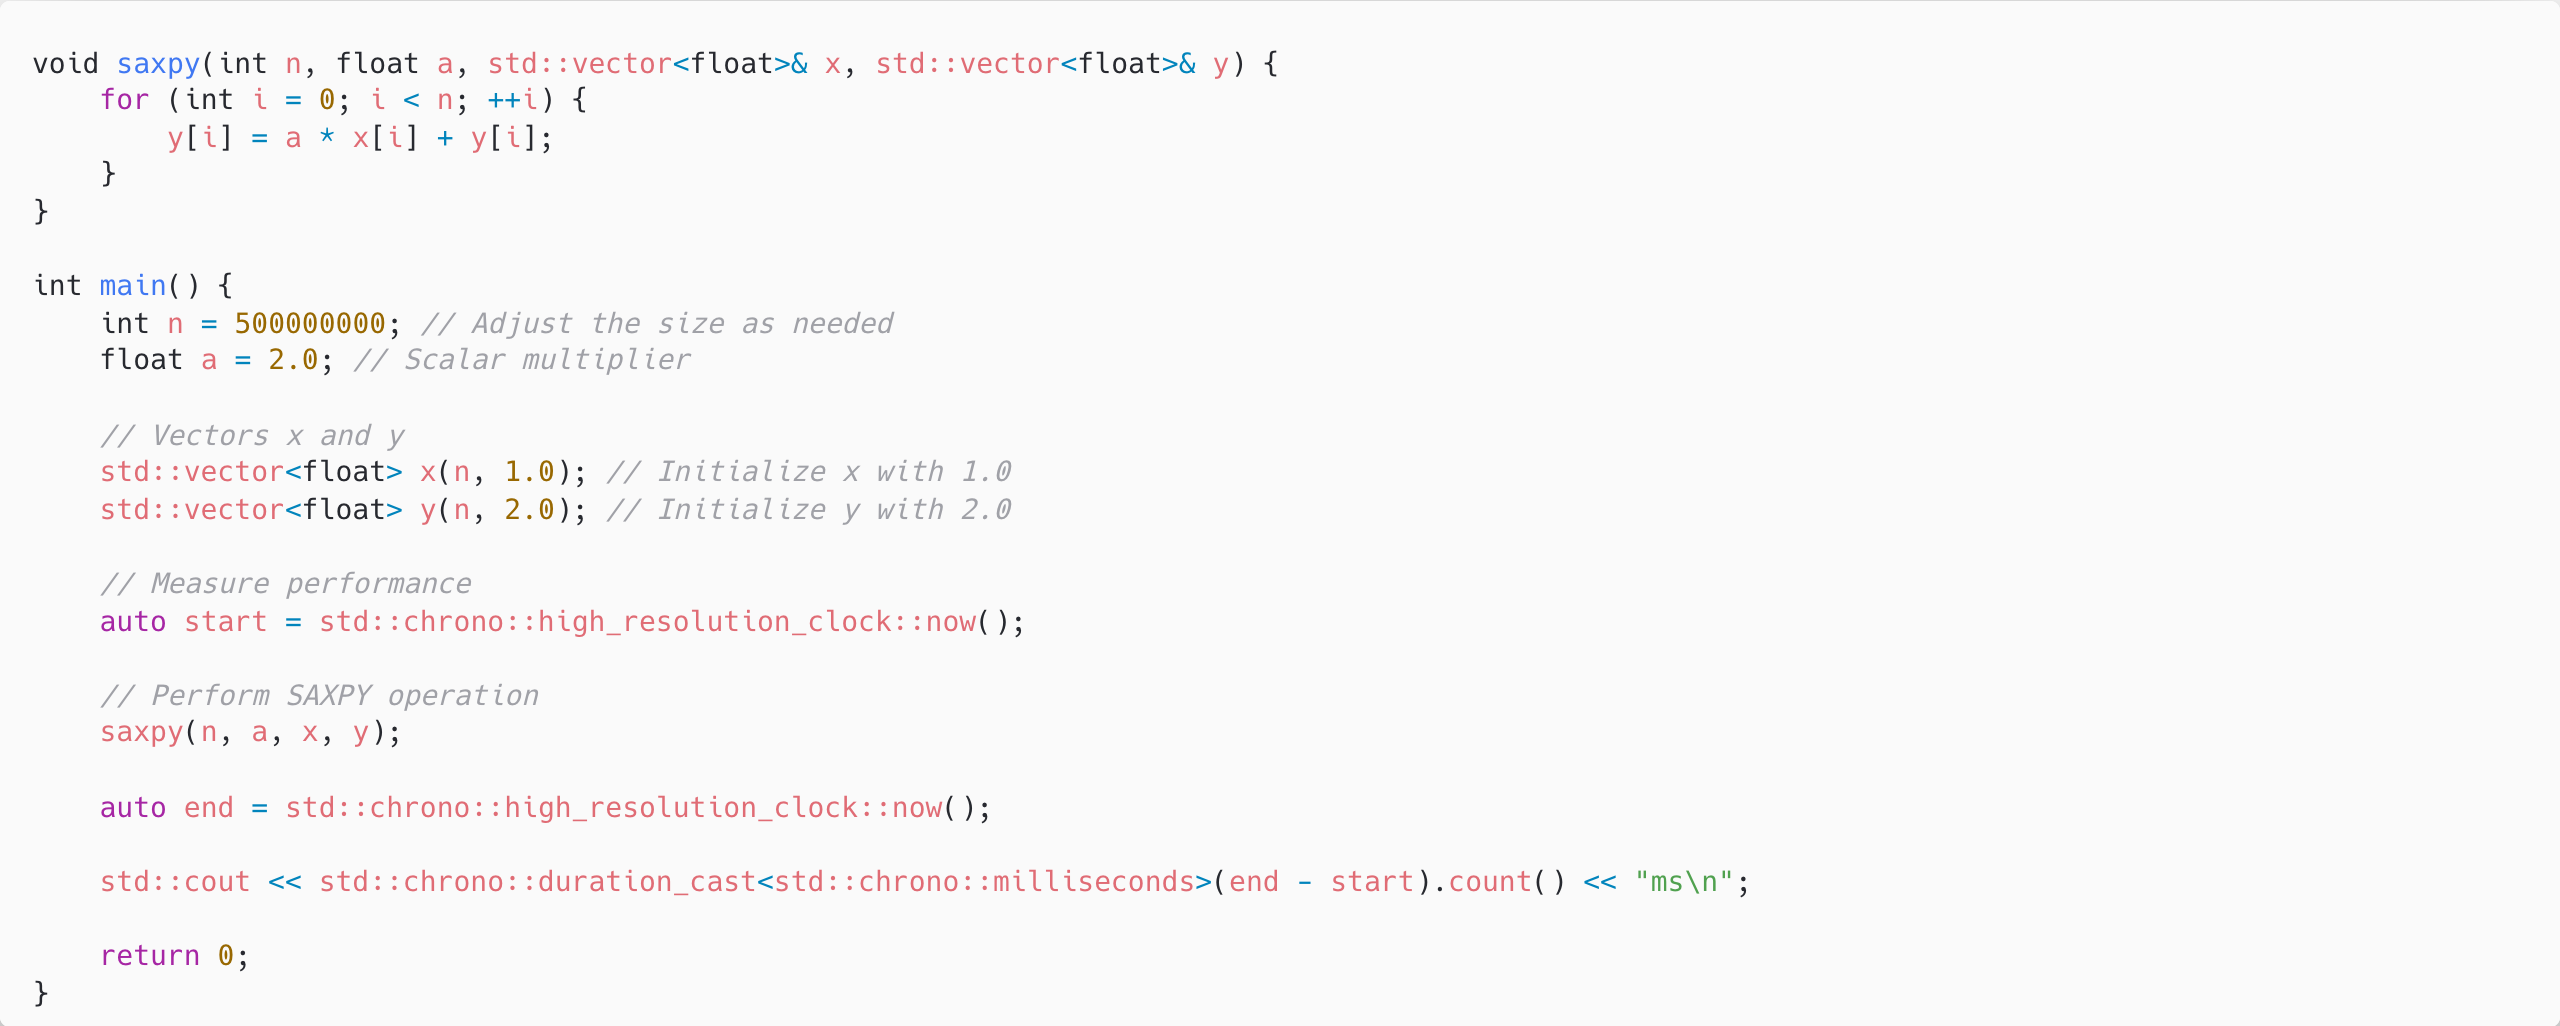 void saxpy(int n, float a, std::vector<float>& x, std::vector<float>& y) {
    for (int i = 0; i < n; ++i) {
        y[i] = a * x[i] + y[i];
    }
}

int main() {
    int n = 500000000; // Adjust the size as needed
    float a = 2.0; // Scalar multiplier

    // Vectors x and y
    std::vector<float> x(n, 1.0); // Initialize x with 1.0
    std::vector<float> y(n, 2.0); // Initialize y with 2.0

    // Measure performance
    auto start = std::chrono::high_resolution_clock::now();

    // Perform SAXPY operation
    saxpy(n, a, x, y);

    auto end = std::chrono::high_resolution_clock::now();

    std::cout << std::chrono::duration_cast<std::chrono::milliseconds>(end - start).count() << "ms\n";

    return 0;
}